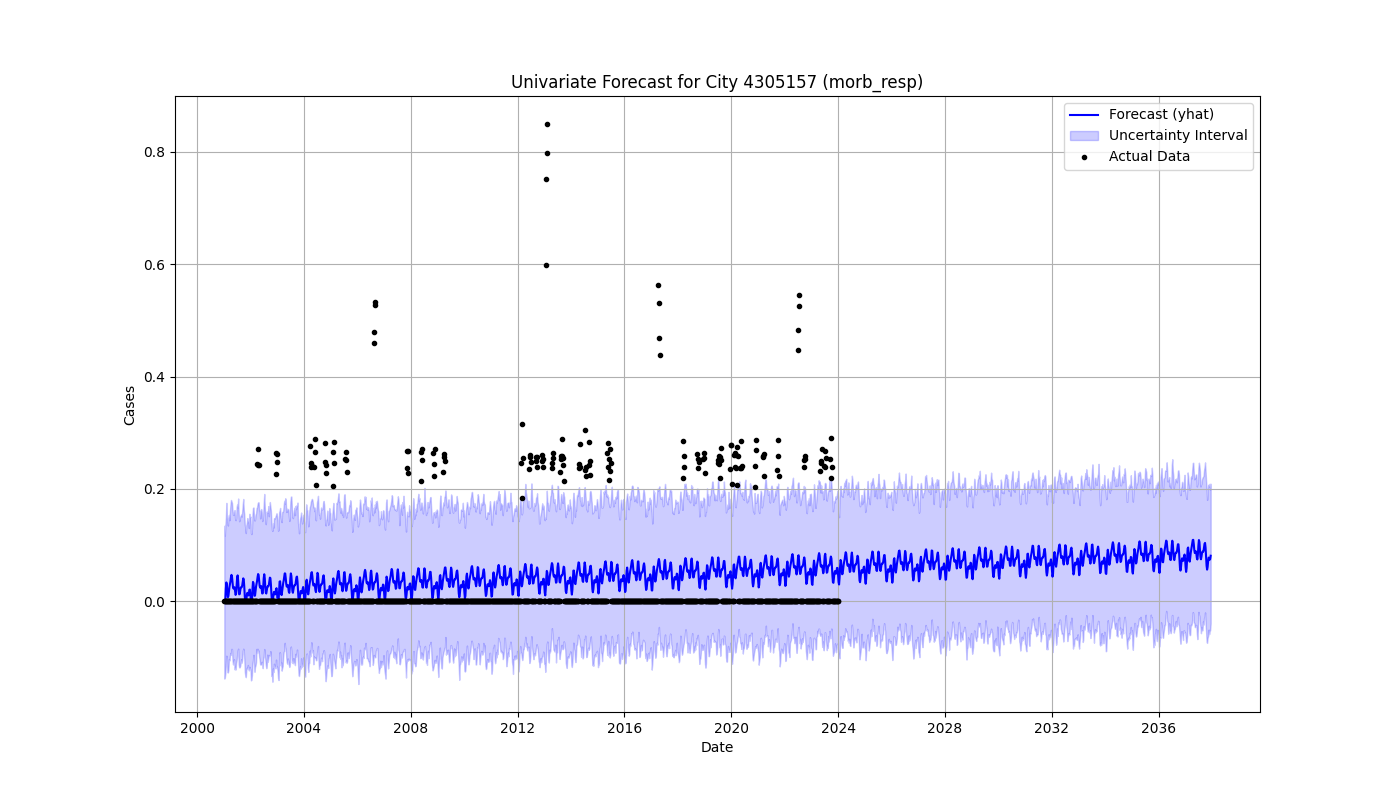 Univariate Forecast for City 4305157 (morb_resp)
Forecast (yhat)
Uncertainty Interval
Actual Data
Cases
0.8
0.6
0.4
0.2
0.0
2000 2004 2008 2012 2016 2020 2024 2028 2032 2036
Date